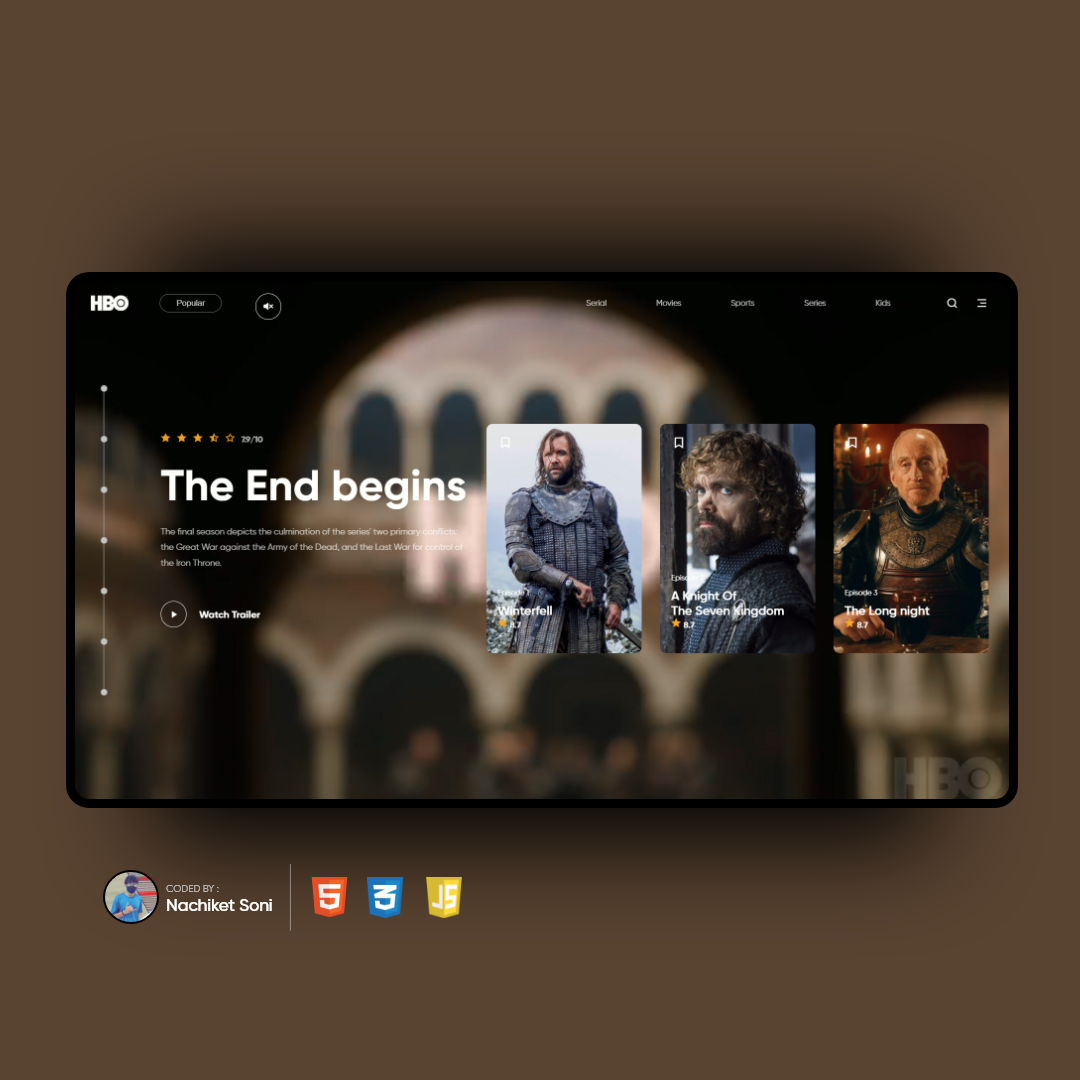 HBO
Popular
Serial
Movies
Sports
Series
Kids
7.9/10
The End begins
The final season depicts the culmination of the series' two primary conflicts:
the Great War against the Army of the Dead, and the Last War for control of
the Iron Throne.
Watch Trailer
Episode 1
Winterfell
8.7
Episode
A Knight Of
The Seven Kingdom
8.7
Episode 3
The Long night
8.7
HBO
CODED BY :
Nachiket Soni
5
3
JS